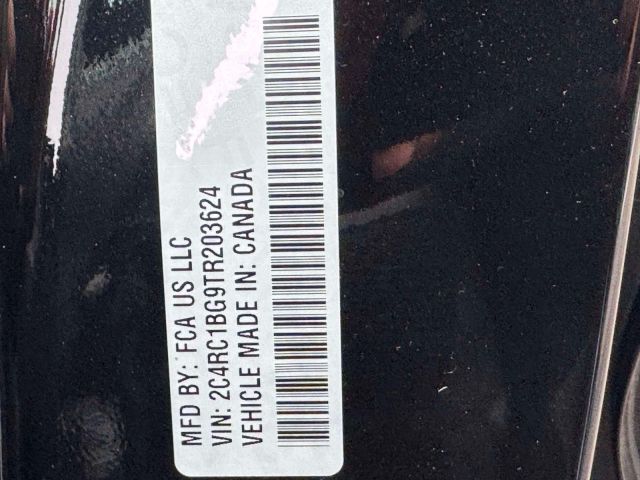 MFD BY: FCA US LLC
VIN: 2C4RC1BG9TR203624
VEHICLE MADE IN: CANADA